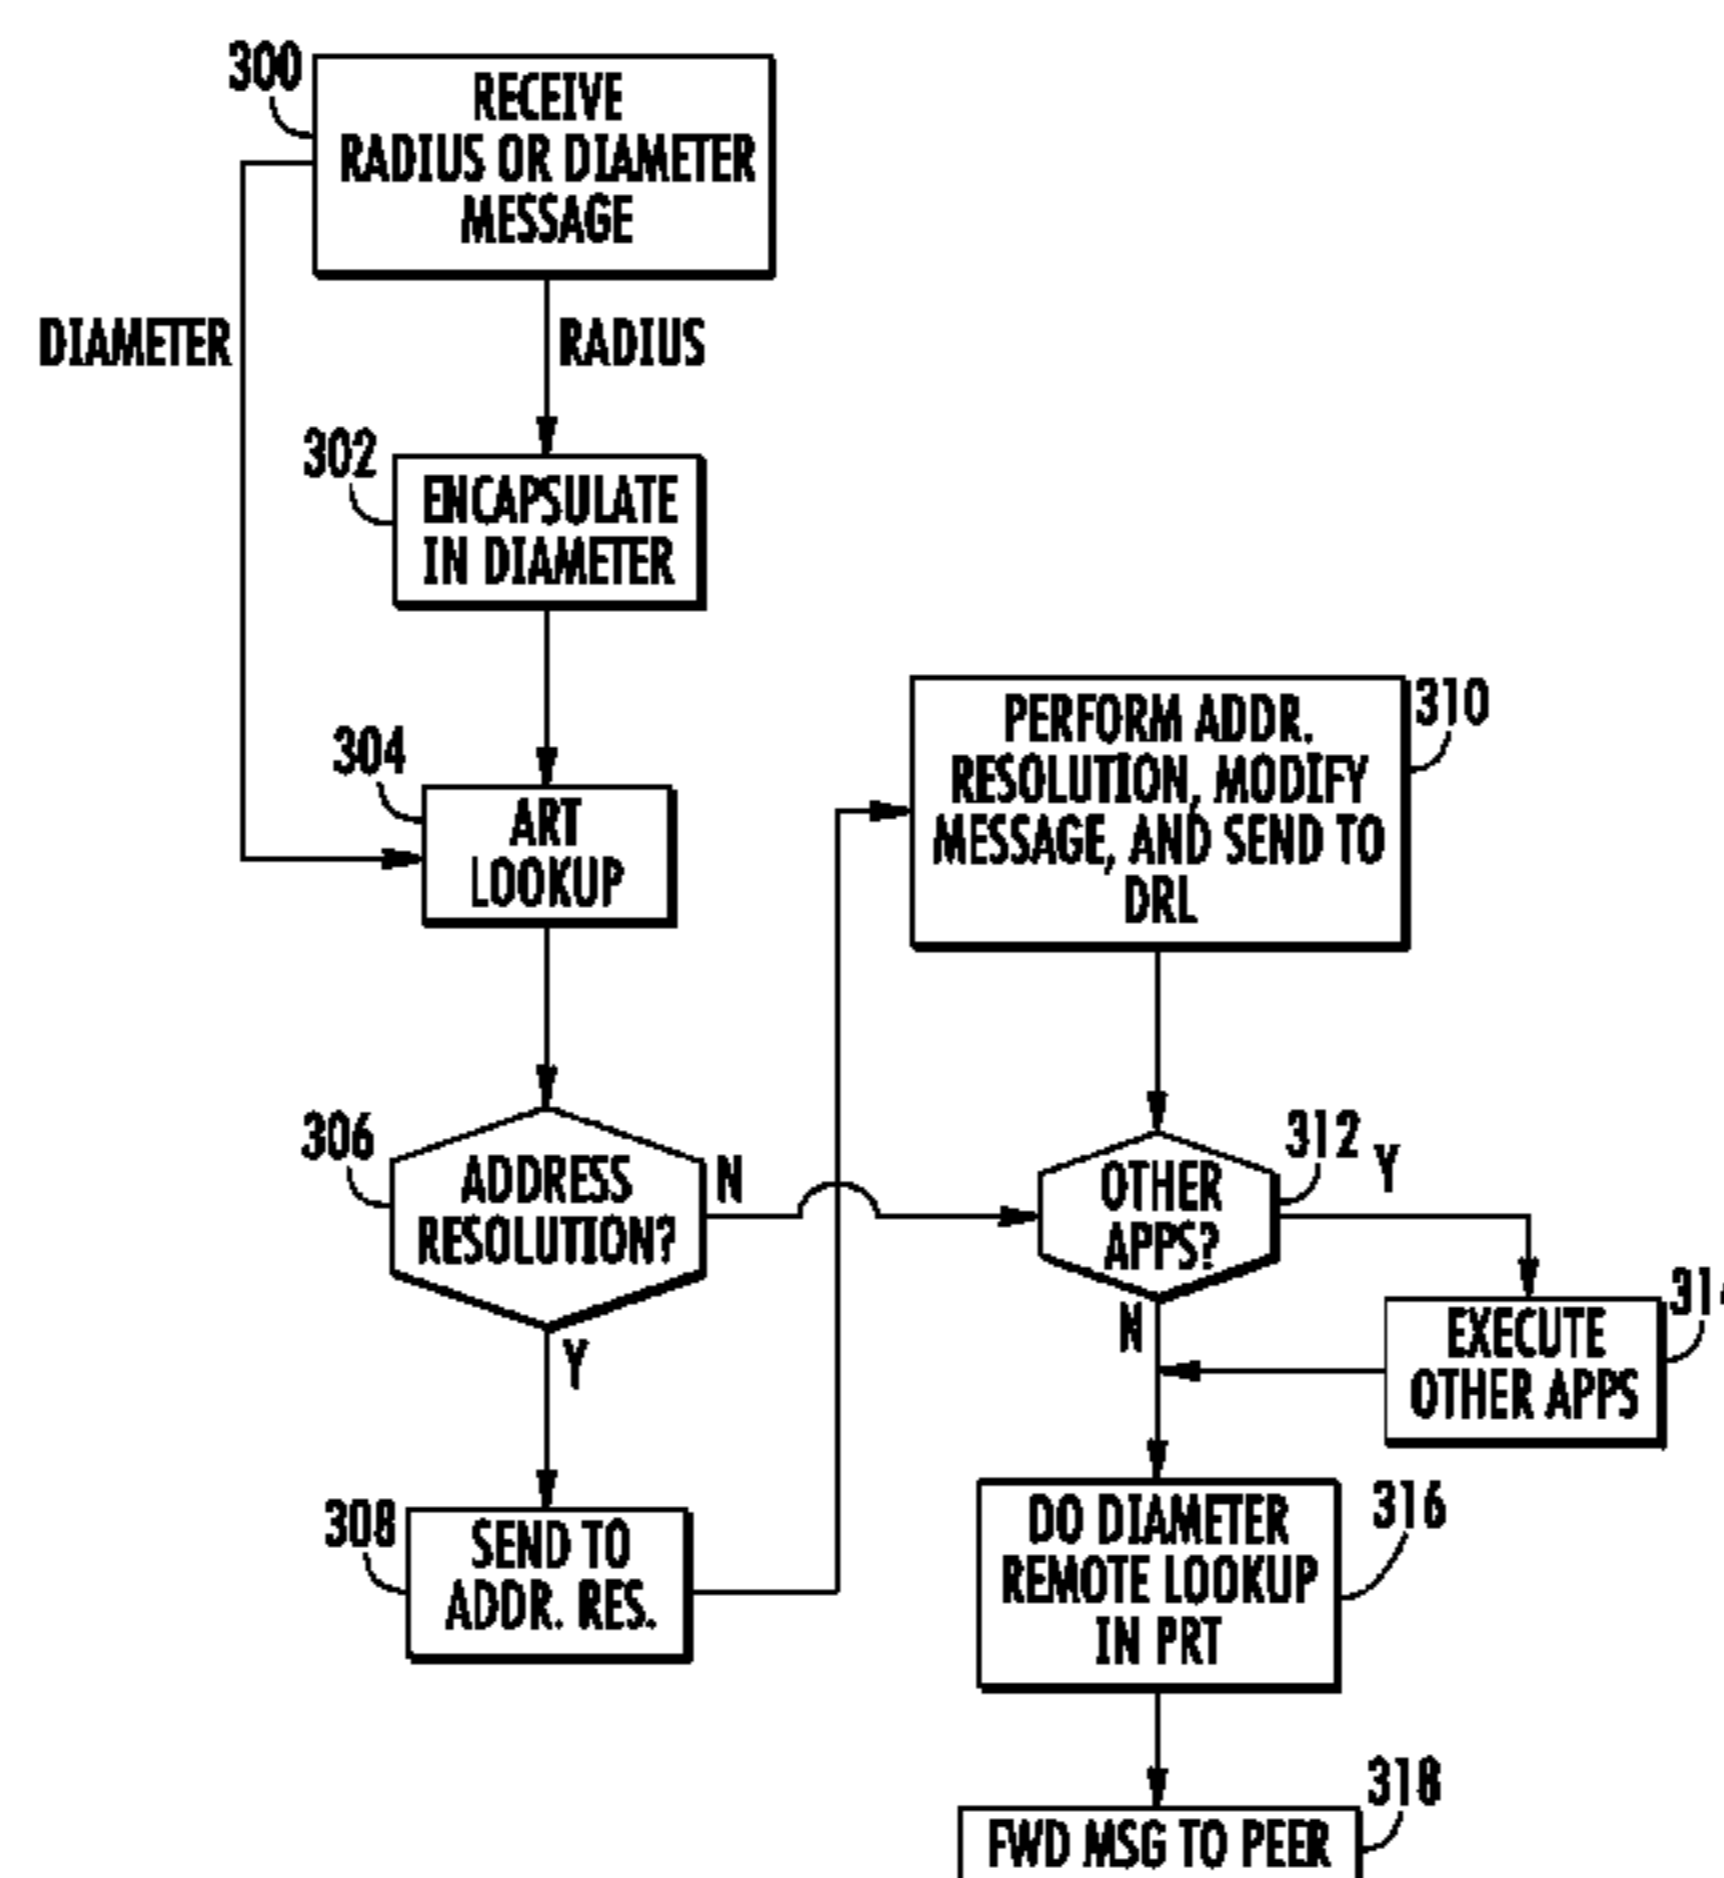 300
RECEIVE
RADIUS OR DIAMETER
MESSAGE
DIAMETER
RADIUS
302
ENCAPSULATE
IN DIAMETER
304
ART
LOOKUP
306
ADDRESS
RESOLUTION?
N
Y
308
SEND TO
ADDR. RES.
310
PERFORM ADDR.
RESOLUTION, MODIFY
MESSAGE, AND SEND TO
DRL
312
OTHER
APPS?
Y
N
EXECUTE
OTHER APPS
316
DO DIAMETER
REMOTE LOOKUP
IN PRT
318
FWD MSG TO PEER